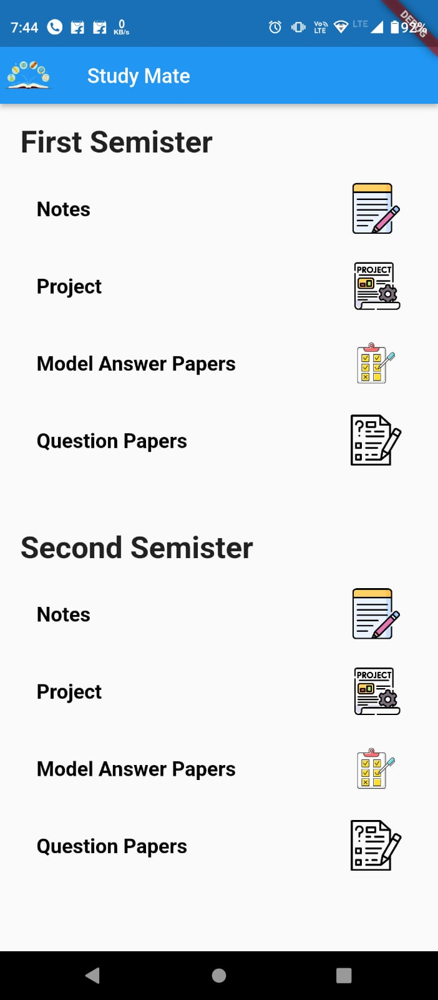 7:44 0 KB/s Vo LTE LTE 92%
DEBUG
Study Mate
First Semister
Notes
PROJECT
Project
Model Answer Papers
Question Papers
Second Semister
Notes
PROJECT
Project
Model Answer Papers
Question Papers